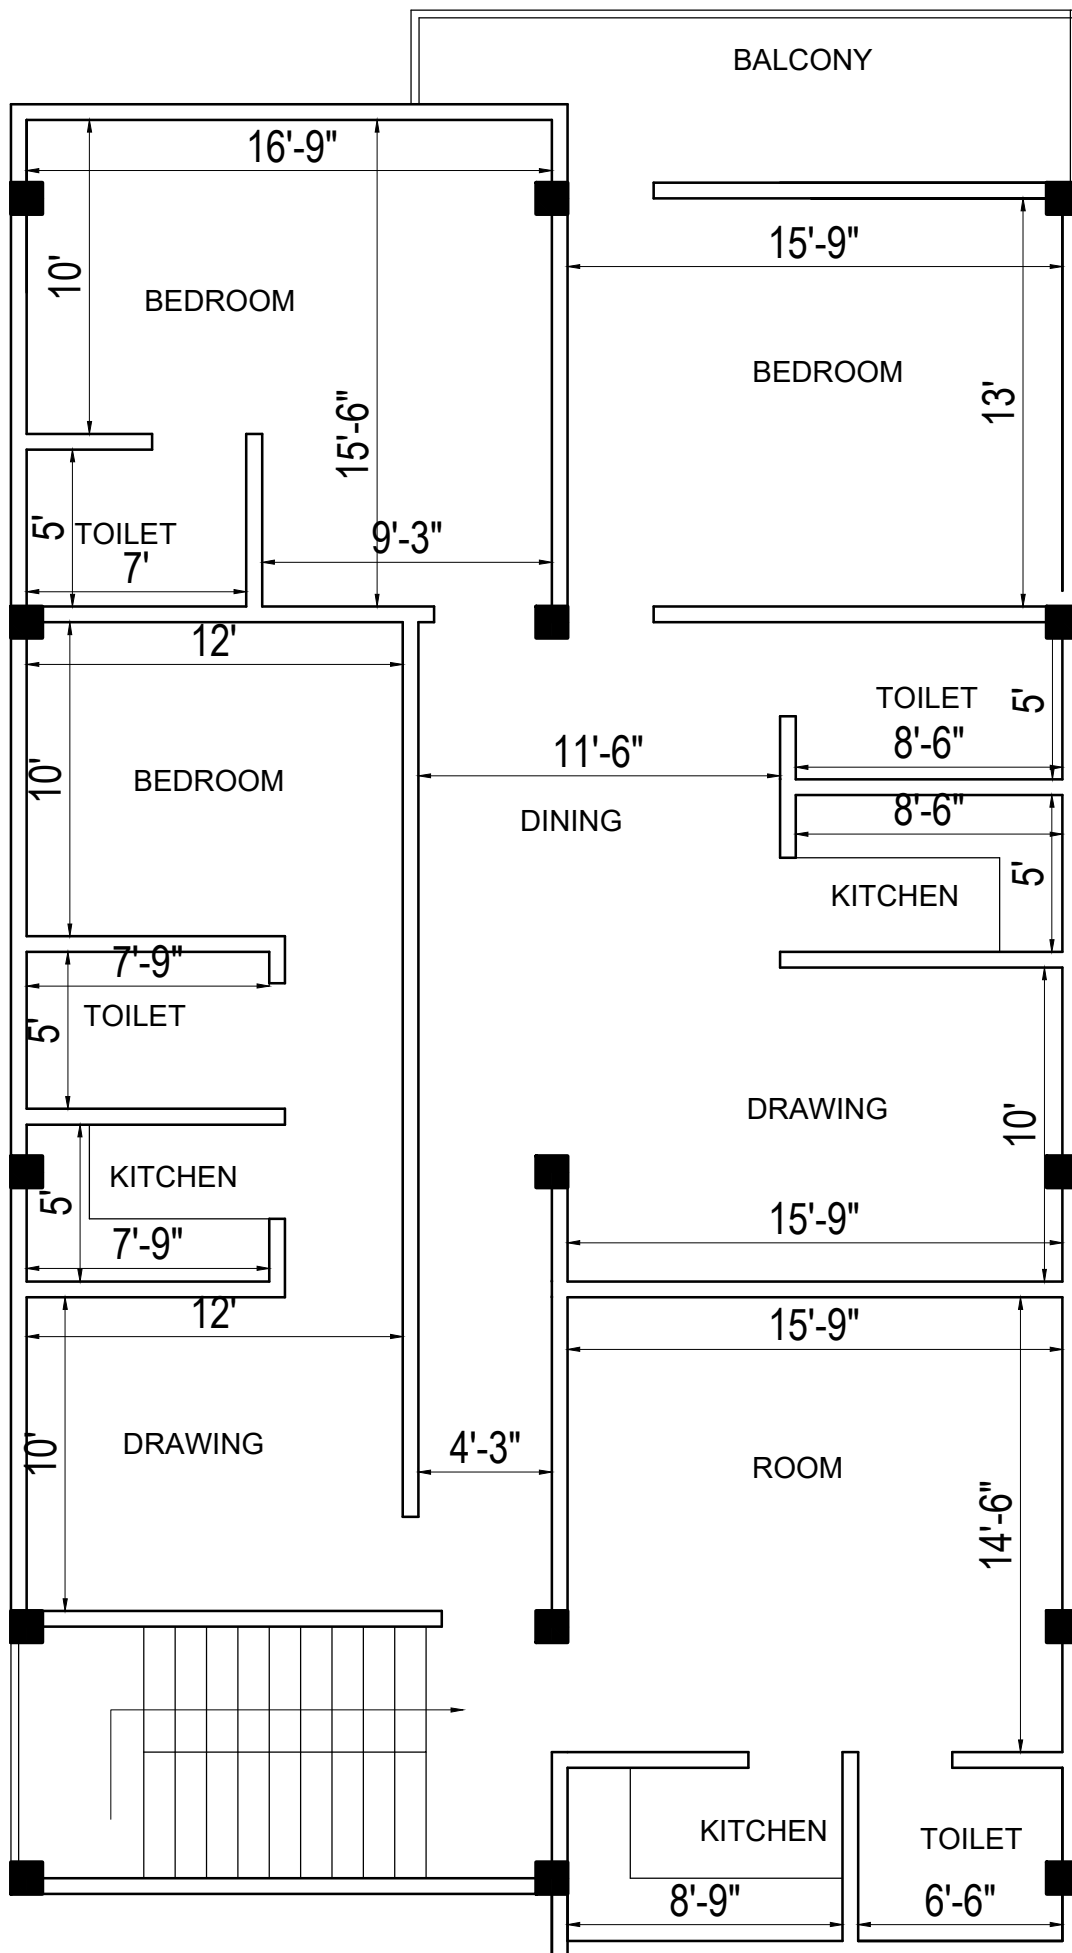 BALCONY
16'-9"
15'-9"
10'
BEDROOM
BEDROOM
13'
15'-6"
5'
TOILET
9'-3"
7'
12'
TOILET
5'
11'-6"
8'-6"
10'
BEDROOM
DINING
8'-6"
5'
KITCHEN
7'-9"
TOILET
5'
DRAWING
10'
KITCHEN
5'
15'-9"
7'-9"
12'
15'-9"
DRAWING
10'
4'-3"
ROOM
14'-6"
KITCHEN
TOILET
8'-9"
6'-6"